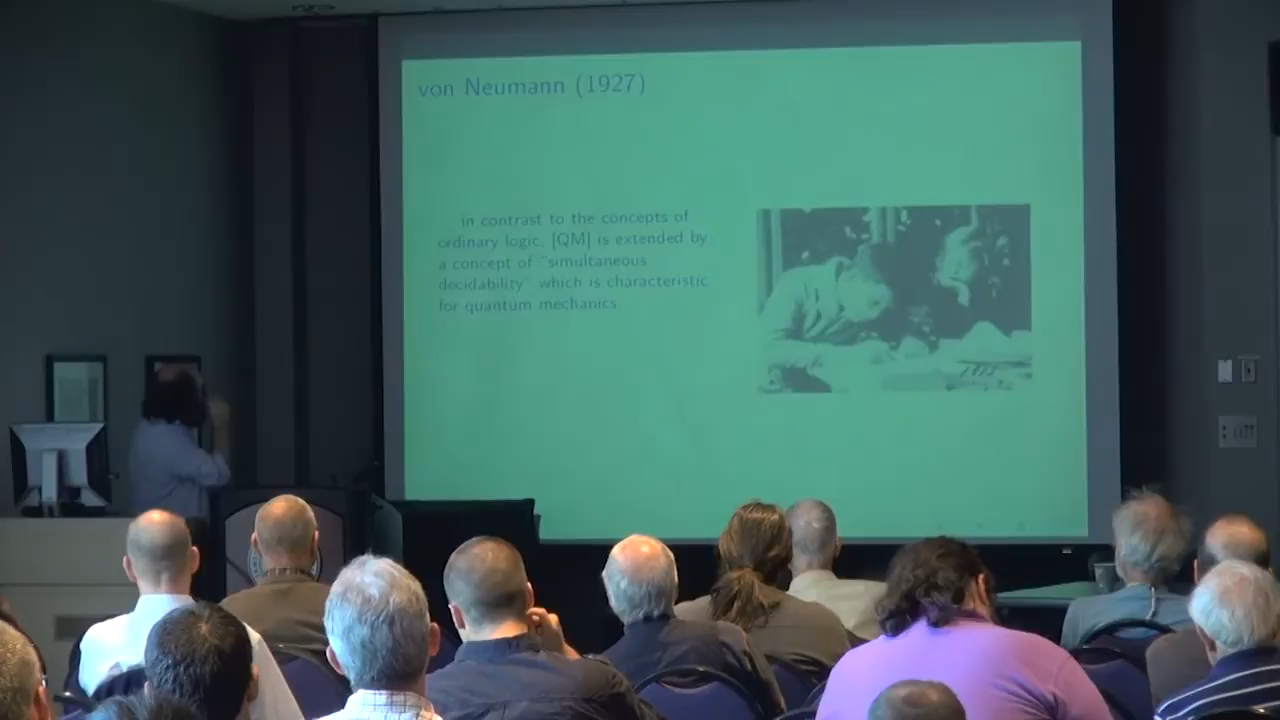 von Neumann (1927)
In contrast to the concepts of
ordinary logic, [QM] is extended by
a concept of "simultaneous
decidability" which is characteristic
for quantum mechanics.